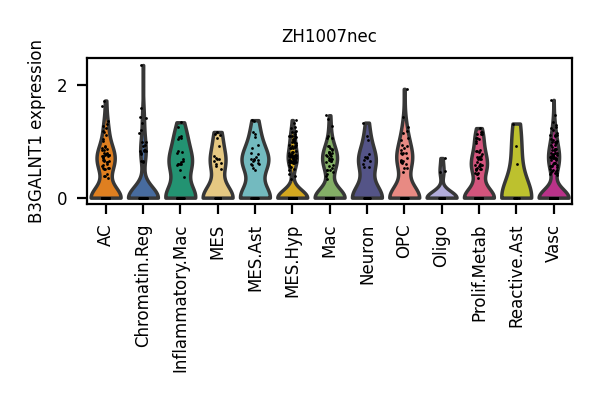 ZH1007nec
B3GALNT1 expression
2
0
AC
Chromatin.Reg
Inflammatory.Mac
MES
MES.Ast
MES.Hyp
Mac
Neuron
OPC
Oligo
Prolif.Metab
Reactive.Ast
Vasc